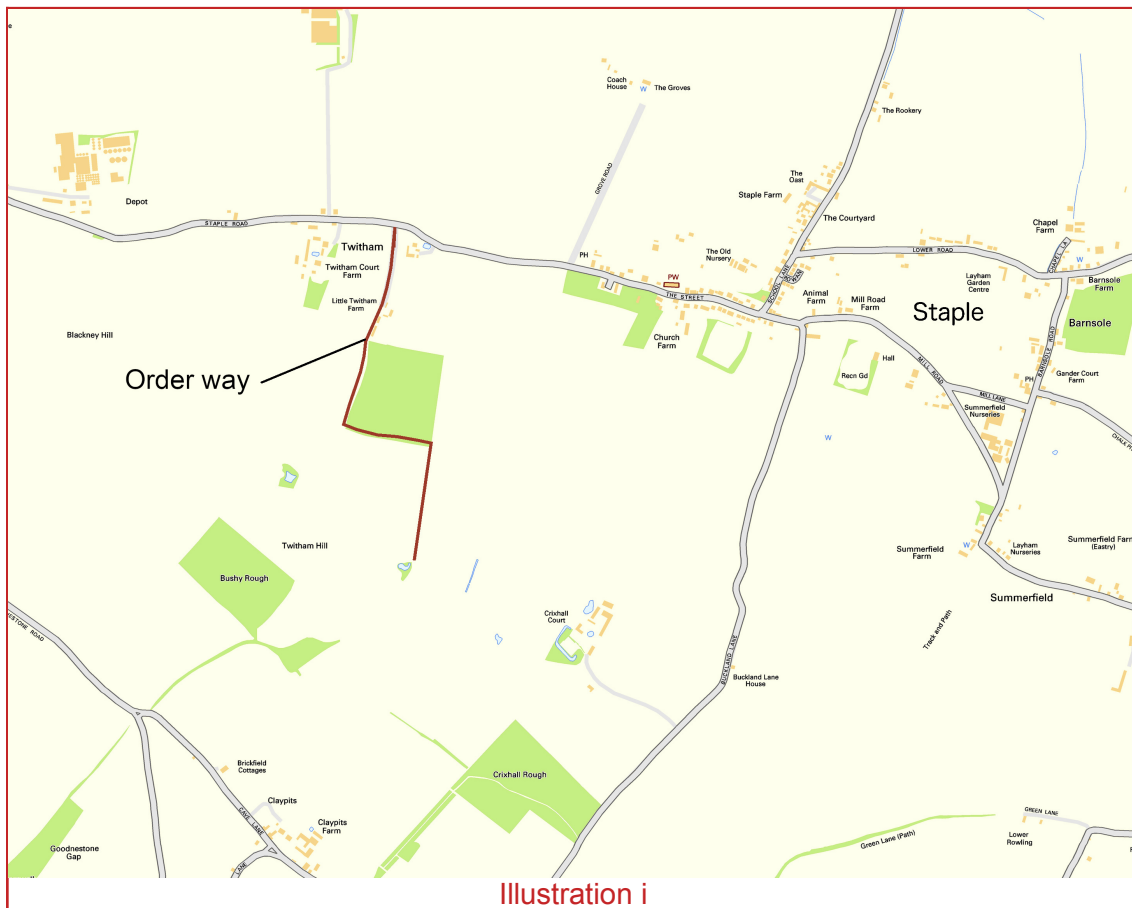 Coach
House
W
The Groves
The Rookery
GROVE ROAD
The
Oast
Staple Farm
The Courtyard
Depot
STAPLE ROAD
Twitham
Twitham Court
Farm
PH
The Old
Nursery
PW
THE STREET
SCHOOL LANE
LOWER ROAD
Chapel
Farm
CHAPEL LA
W
Layham
Garden
Centre
Barnsole
Farm
Little Twitham
Farm
Animal
Farm
Mill Road
Farm
Staple
Barnsole
Blackney Hill
Church
Farm
Order way
Hall
Recn Gd
MILL ROAD
BARNSOLE ROAD
PH
Gander Court
Farm
MILL LANE
Summerfield
Nurseries
W
Twitham Hill
Bushy Rough
Summerfield
Farm
W
Layham
Nurseries
Summerfield Farm
(Eastry)
Summerfield
Crixhall
Court
Track and Path
BUCKLAND LANE
Buckland Lane
House
Brickfield
Cottages
Crixhall Rough
Claypits
CAVE LANE
Claypits
Farm
LANE
Goodnestone
Gap
Green Lane (Path)
GREEN LANE
Lower
Rowling
Illustration i